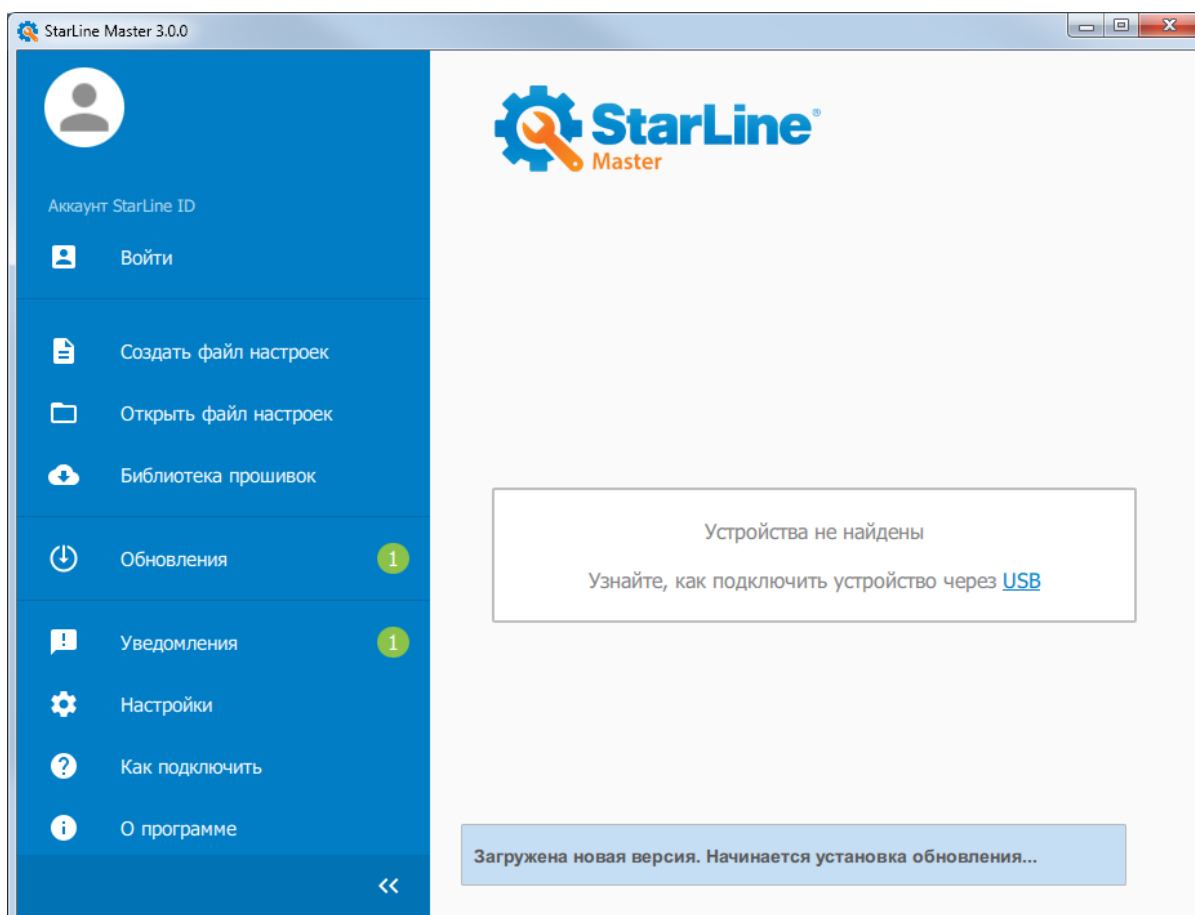 StarLine Master 3.0.0
Аккаунт StarLine ID
Войти
Создать файл настроек
Открыть файл настроек
Библиотека прошивок
Обновления 1
Уведомления 1
Настройки
Как подключить
О программе
StarLine®
Master
Устройства не найдены
Узнайте, как подключить устройство через USB
Загружена новая версия. Начинается установка обновления...